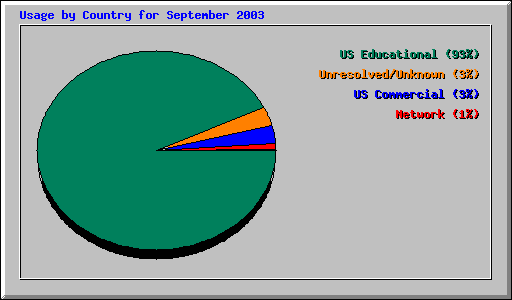 Usage by Country for September 2003
US Educational (93%)
Unresolved/Unknown (3%)
US Commercial (3%)
Network (1%)